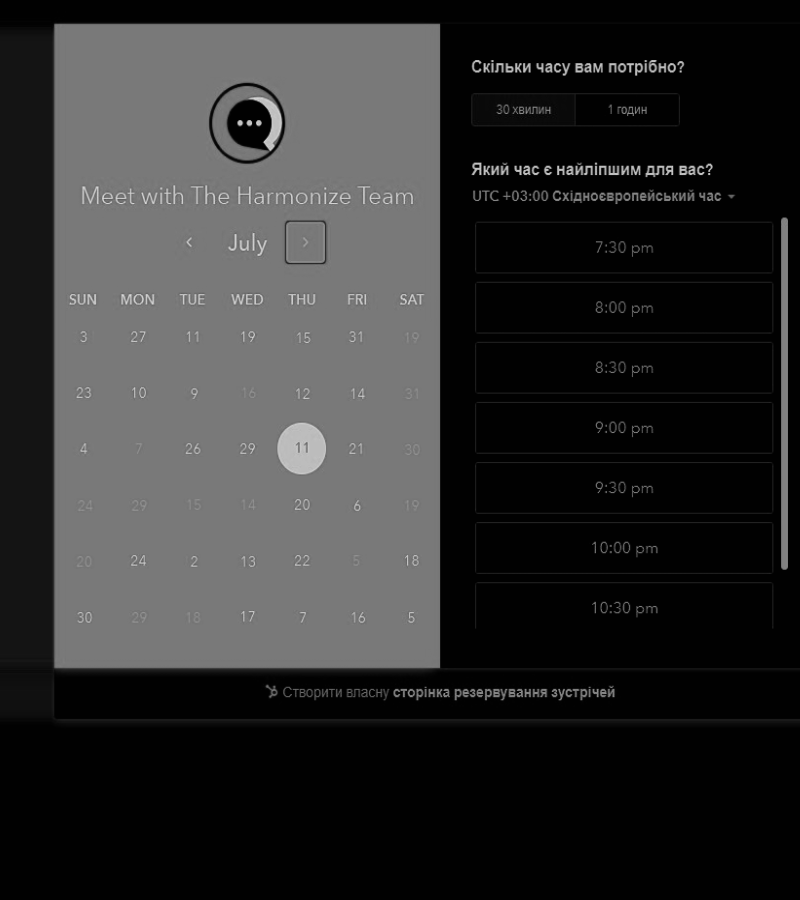 Meet with The Harmonize Team
July
SUN MON TUE WED THU FRI SAT
3 27 11 19 15 31 19
23 10 9 16 12 14 31
4 7 26 29 11 21 30
24 29 15 14 20 6 19
20 24 2 13 22 5 18
30 29 18 17 7 16 5
Скільки часу вам потрібно?
30 хвилин 1 годин
Який час є найліпшим для вас?
UTC +03:00 Східноєвропейський час
7:30 pm
8:00 pm
8:30 pm
9:00 pm
9:30 pm
10:00 pm
10:30 pm
Створити власну сторінка резервування зустрічей